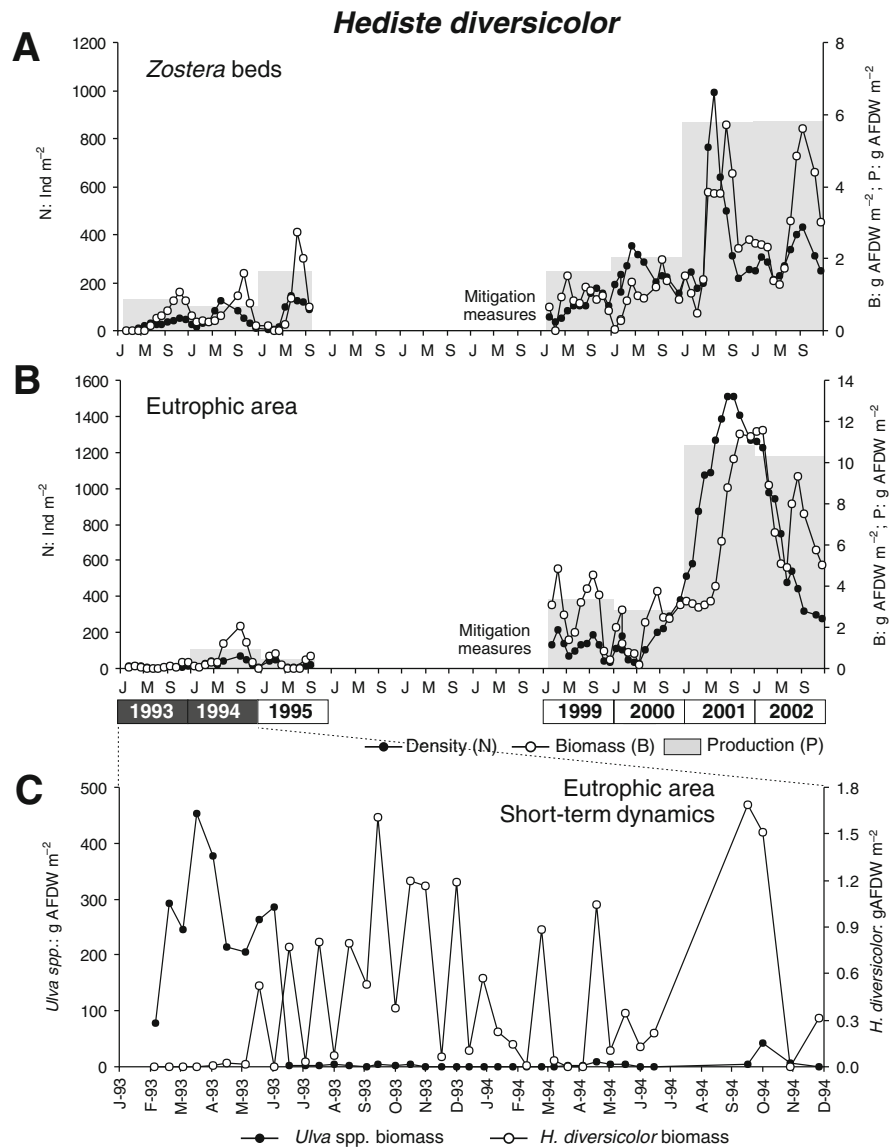 Hediste diversicolor
A
Zostera beds
N: Ind m⁻²
1200
1000
800
600
400
200
0
8
6
4
2
0
B: g AFDW m⁻²; P: g AFDW m⁻²
Mitigation
measures
J M S J M S J M S J M S J M S J M S J M S J M S J M S J M S
B
Eutrophic area
N: Ind m⁻²
1600
1400
1200
1000
800
600
400
200
0
14
12
10
8
6
4
2
0
B: g AFDW m⁻²; P: g AFDW m⁻²
Mitigation
measures
J M S J M S J M S J M S J M S J M S J M S J M S J M S J M S
1993 1994 1995 1999 2000 2001 2002
Density (N) Biomass (B) Production (P)
C
Eutrophic area
Short-term dynamics
Ulva spp.: g AFDW m⁻²
500
400
300
200
100
0
1.8
1.5
1.2
0.9
0.6
0.3
0.0
H. diversicolor. gAFDW m⁻²
J-93 F-93 M-93 A-93 M-93 J-93 J-93 A-93 S-93 O-93 N-93 D-93 J-94 F-94 M-94 A-94 M-94 J-94 J-94 A-94 S-94 O-94 N-94 D-94
Ulva spp. biomass H. diversicolor biomass